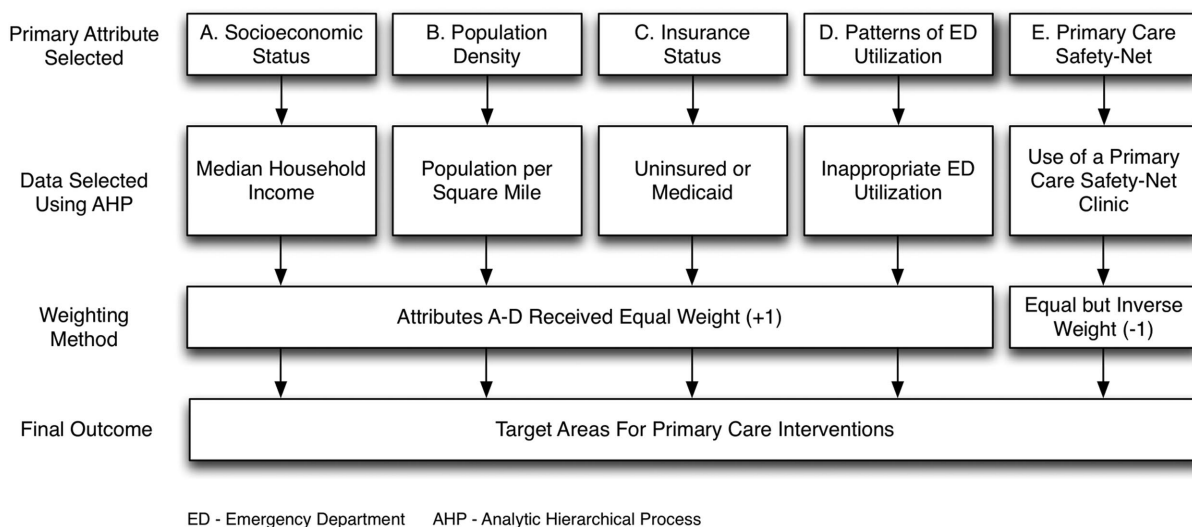 Primary Attribute
Selected
A. Socioeconomic
Status
B. Population
Density
C. Insurance
Status
D. Patterns of ED
Utilization
E. Primary Care
Safety-Net
Data Selected
Using AHP
Median Household
Income
Population per
Square Mile
Uninsured or
Medicaid
Inappropriate ED
Utilization
Use of a Primary
Care Safety-Net
Clinic
Weighting
Method
Attributes A-D Received Equal Weight (+1)
Equal but Inverse
Weight (-1)
Final Outcome
Target Areas For Primary Care Interventions
ED - Emergency Department AHP - Analytic Hierarchical Process